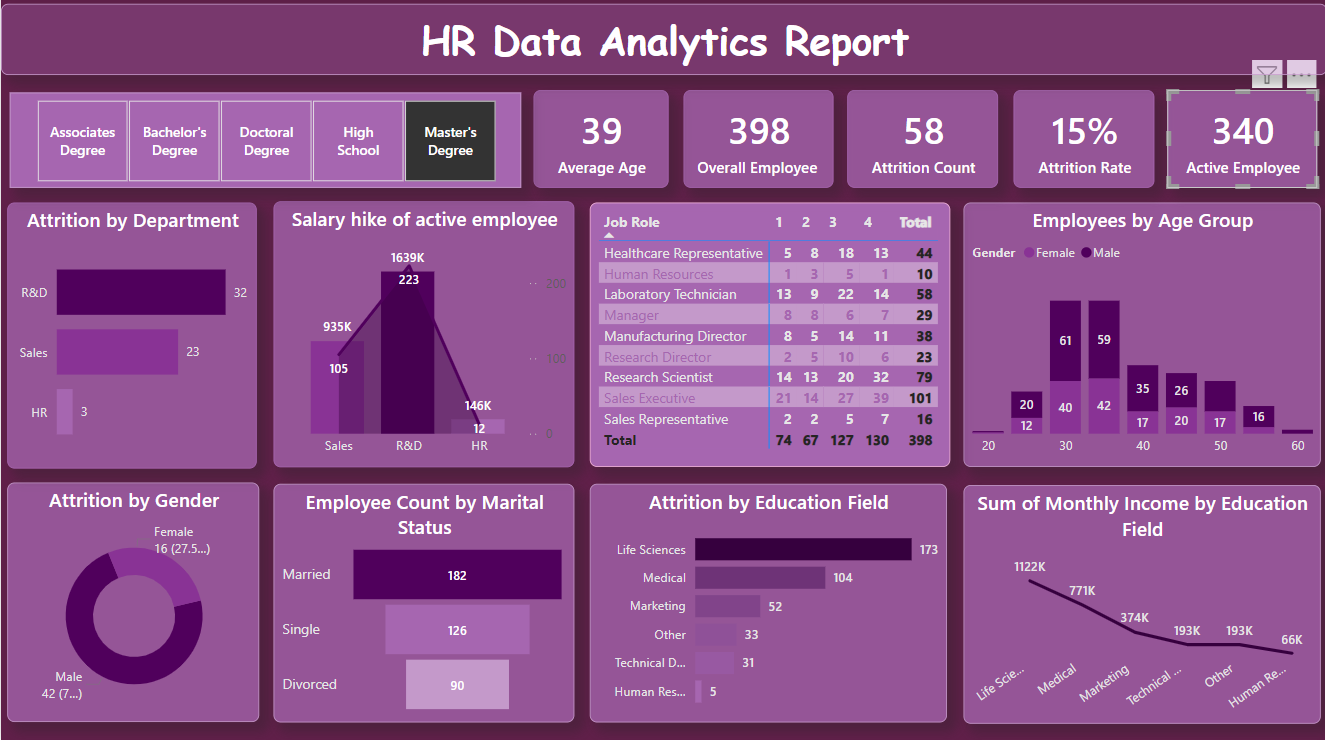 HR Data Analytics Report
Associates
Degree
Bachelor's
Degree
Doctoral
Degree
High
School
Master's
Degree
39
Average Age
398
Overall Employee
58
Attrition Count
15%
Attrition Rate
340
Active Employee
Attrition by Department
R&D 32
Sales 23
HR 3
Salary hike of active employee
1639K
223
200
935K
105
100
146K
12
0
Sales R&D HR
Job Role 1 2 3 4 Total
Healthcare Representative 5 8 18 13 44
Human Resources 1 3 5 1 10
Laboratory Technician 13 9 22 14 58
Manager 8 8 6 7 29
Manufacturing Director 8 5 14 11 38
Research Director 2 5 10 6 23
Research Scientist 14 13 20 32 79
Sales Executive 21 14 27 39 101
Sales Representative 2 2 5 7 16
Total 74 67 127 130 398
Employees by Age Group
Gender Female Male
61 59
20 35 26
40 42 16
12 17 20 17
20 30 40 50 60
Attrition by Gender
Female
16 (27.5...)
Male
42 (7...)
Employee Count by Marital
Status
Married 182
Single 126
Divorced 90
Attrition by Education Field
Life Sciences 173
Medical 104
Marketing 52
Other 33
Technical D... 31
Human Res... 5
Sum of Monthly Income by Education
Field
1122K
771K
374K
193K
193K
66K
Life Scie...
Medical
Marketing
Technical ...
Other
Human Re...